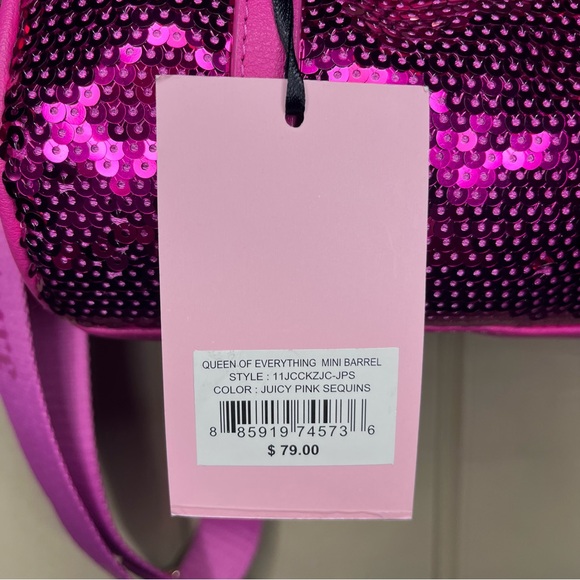 QUEEN OF EVERYTHING MINI BARREL
STYLE : 11JCCKZJC-JPS
COLOR : JUICY PINK SEQUINS
8 85919 74573 6
$ 79.00